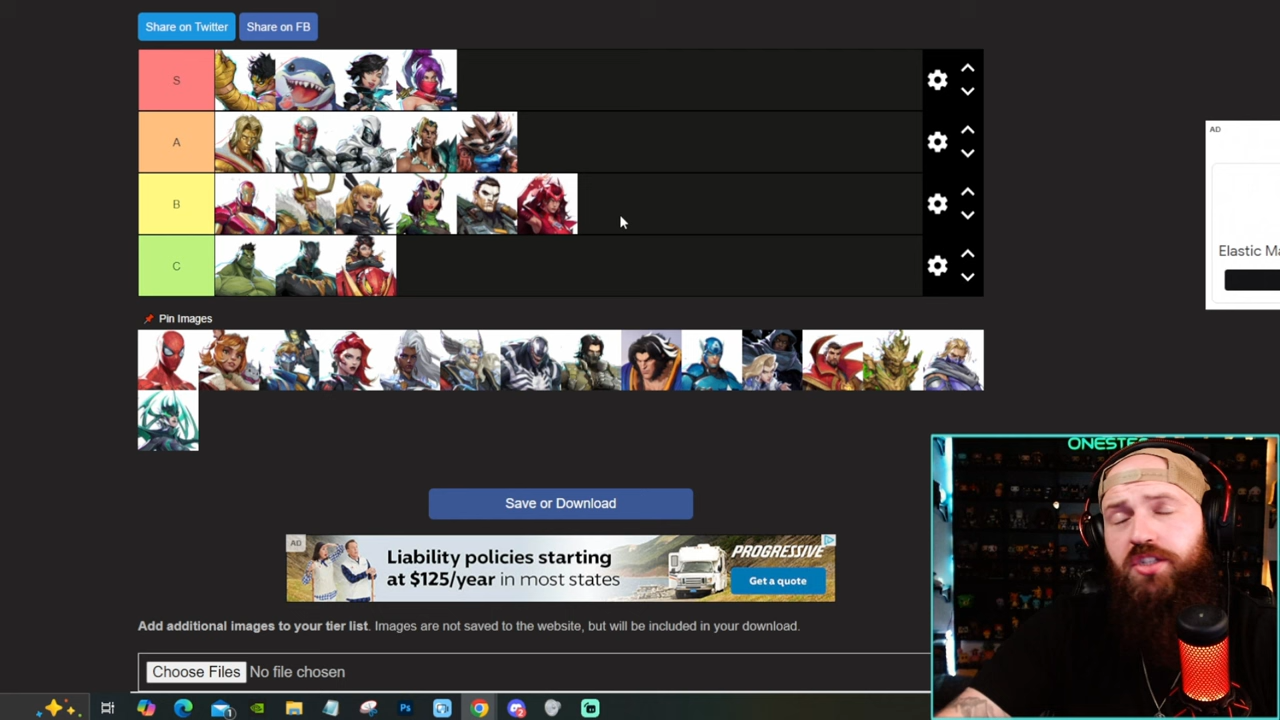 Share on Twitter Share on FB
S
A
B
C
Pin Images
AD
Elastic Ma
Save or Download
AD
Liability policies starting
at $125/year in most states
PROGRESSIVE
Get a quote
Add additional images to your tier list. Images are not saved to the website, but will be included in your download.
Choose Files No file chosen
ONESTE
1
Ps